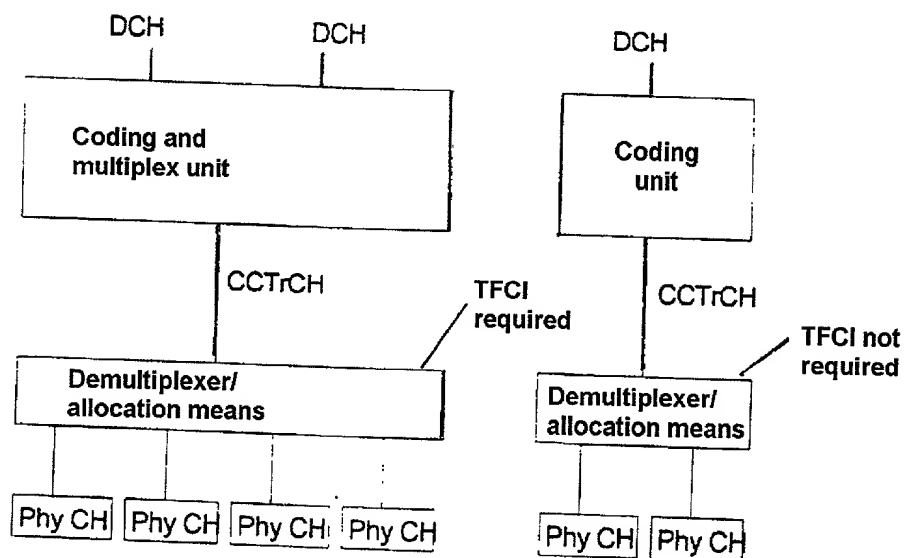 DCH
DCH
Coding and
multiplex unit
CCTrCH
TFCI
required
Demultiplexer/
allocation means
Phy CH
Phy CH
Phy CH
Phy CH
DCH
Coding
unit
CCTrCH
TFCI not
required
Demultiplexer/
allocation means
Phy CH
Phy CH